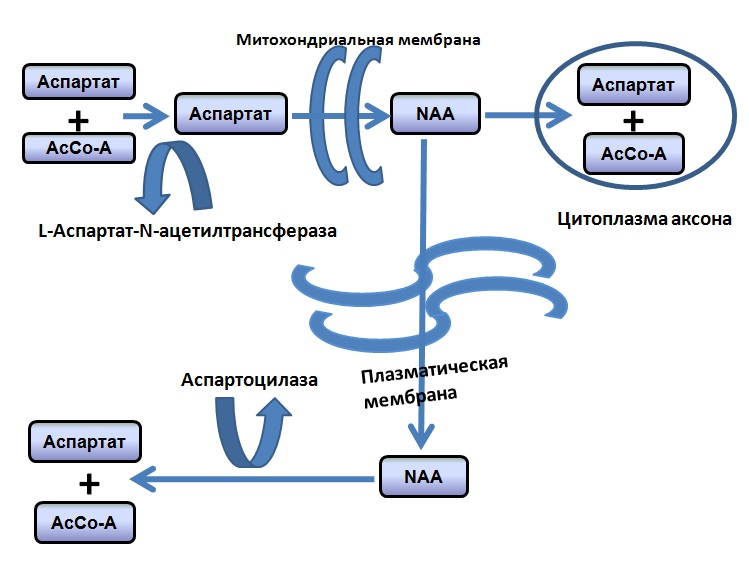 Митохондриальная мембрана
Аспартат
+
AcCo-A
Аспартат
NAA
Аспартат
+
AcCo-A
L-Аспартат-N-ацетилтрансфераза
Цитоплазма аксона
Плазматическая
мембрана
Аспартоцилаза
Аспартат
+
AcCo-A
NAA